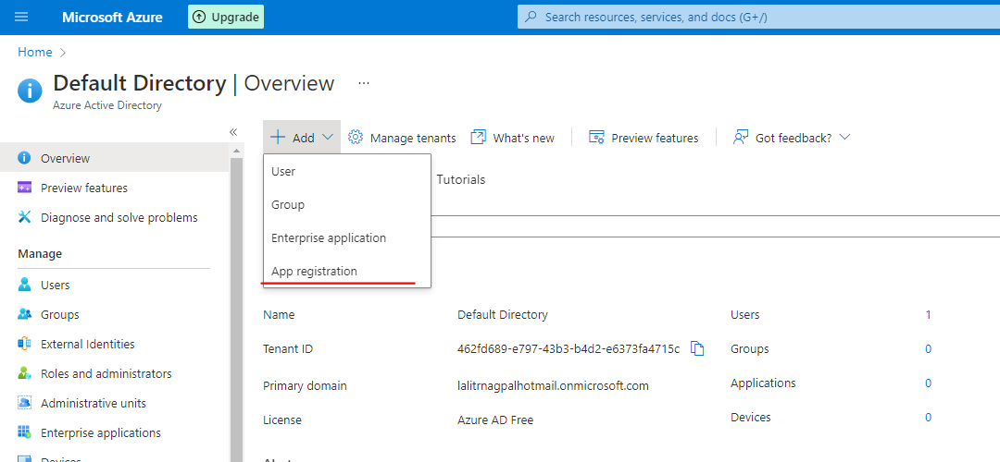 Microsoft Azure
Upgrade
Search resources, services, and docs (G+/)
Home
Default Directory | Overview
...
Azure Active Directory
«
Overview
Preview features
Diagnose and solve problems
Manage
Users
Groups
External Identities
Roles and administrators
Administrative units
Enterprise applications
Devices
Add
Manage tenants
What's new
Preview features
Got feedback?
User
Group
Enterprise application
App registration
Tutorials
Name Default Directory Users 1
Tenant ID 462fd689-e797-43b3-b4d2-e6373fa4715c Groups 0
Primary domain lalitrnagpalhotmail.onmicrosoft.com Applications 0
License Azure AD Free Devices 0